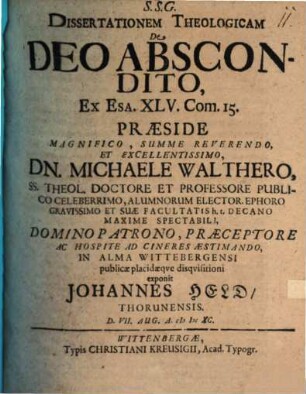 S.S.G.
11.
DISSERTATIONEM THEOLOGICAM
De
DEO ABSCON-
DITO,
EX ESA. XLV. COM. 15.
PRÆSIDE
MAGNIFICO, SUMME REVERENDO,
ET EXCELLENTISSIMO,
DN. MICHAELE WALTHERO,
SS. THEOL. DOCTORE ET PROFESSORE PUBLI-
CO CELEBERRIMO, ALUMNORUM ELECTOR. EPHORO
GRAVISSIMO ET SUÆ FACULTATIS h.t. DECANO
MAXIME SPECTABILI,
DOMINO PATRONO, PRÆCEPTORE
AC HOSPITE AD CINERES ÆSTIMANDO,
IN ALMA WITTEBERGENSI
publicæ placidæqve disqvisitioni
exponit
JOHANNES HELD/
THORUNENSIS.
D. VII. AUG. A. cIɔ Iɔc XC.
WITTENBERGÆ,
Typis CHRISTIANI KREUSIGII, Acad. Typogr.